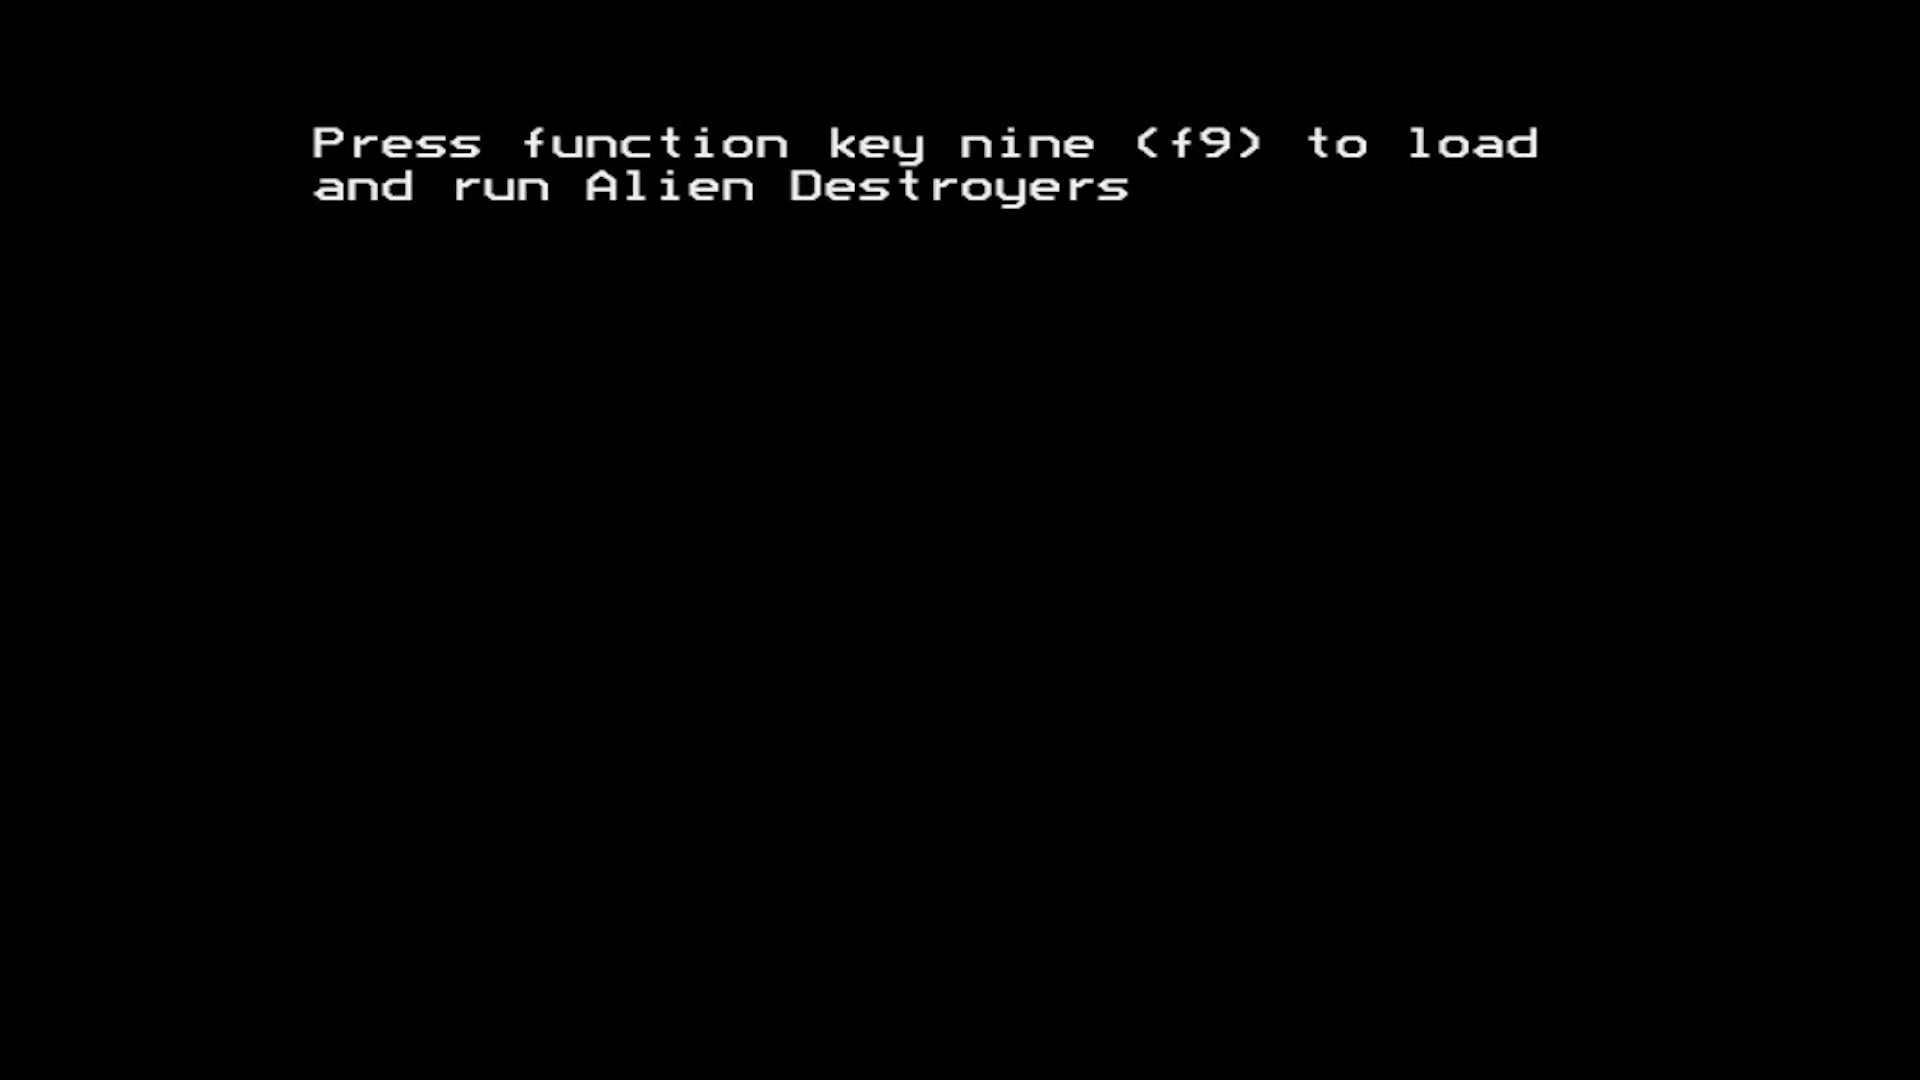 Press function key nine (f9) to load
and run Alien Destroyers